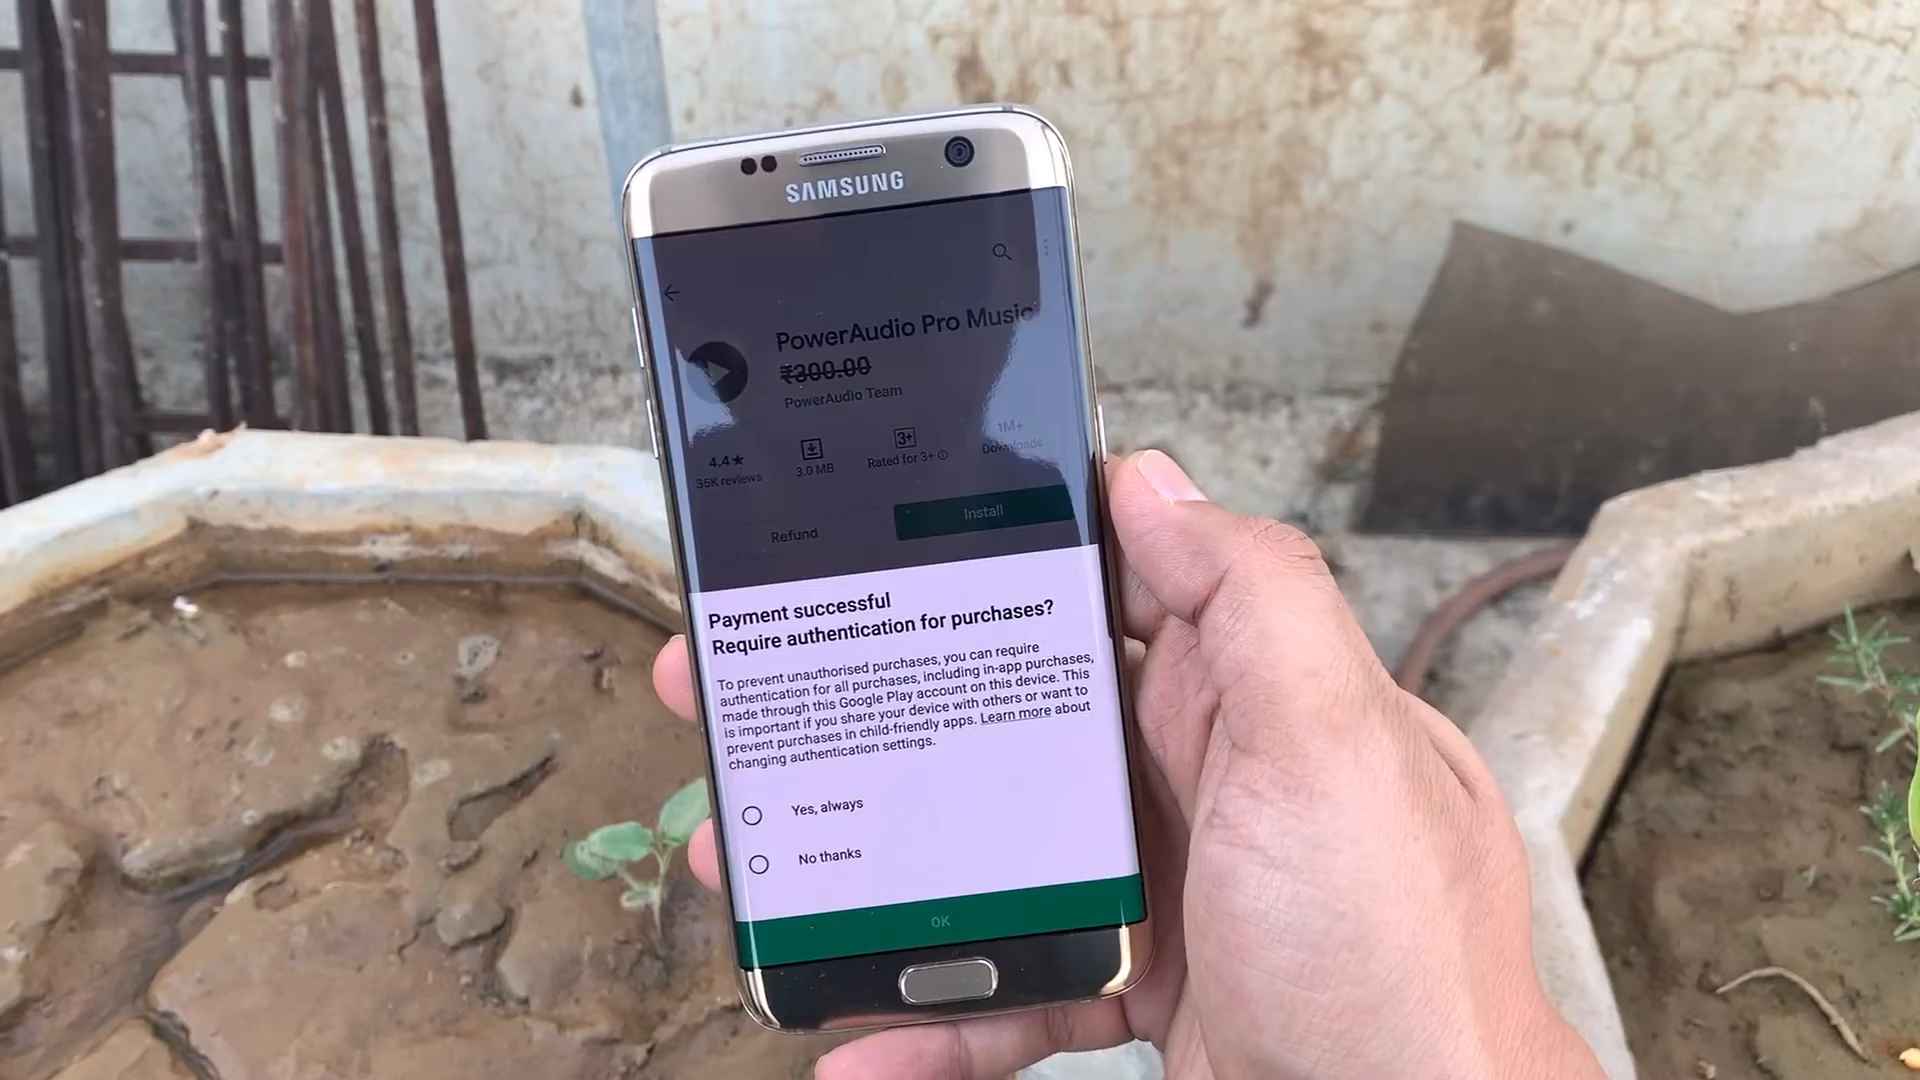 SAMSUNG
PowerAudio Pro Music
₹300.00
PowerAudio Team
4.4★
35K reviews
3.0 MB
3+
Rated for 3+
1M+
Downloads
Refund
Install
Payment successful
Require authentication for purchases?
To prevent unauthorised purchases, you can require
authentication for all purchases, including in-app purchases,
made through this Google Play account on this device. This
is important if you share your device with others or want to
prevent purchases in child-friendly apps. Learn more about
changing authentication settings.
Yes, always
No thanks
OK